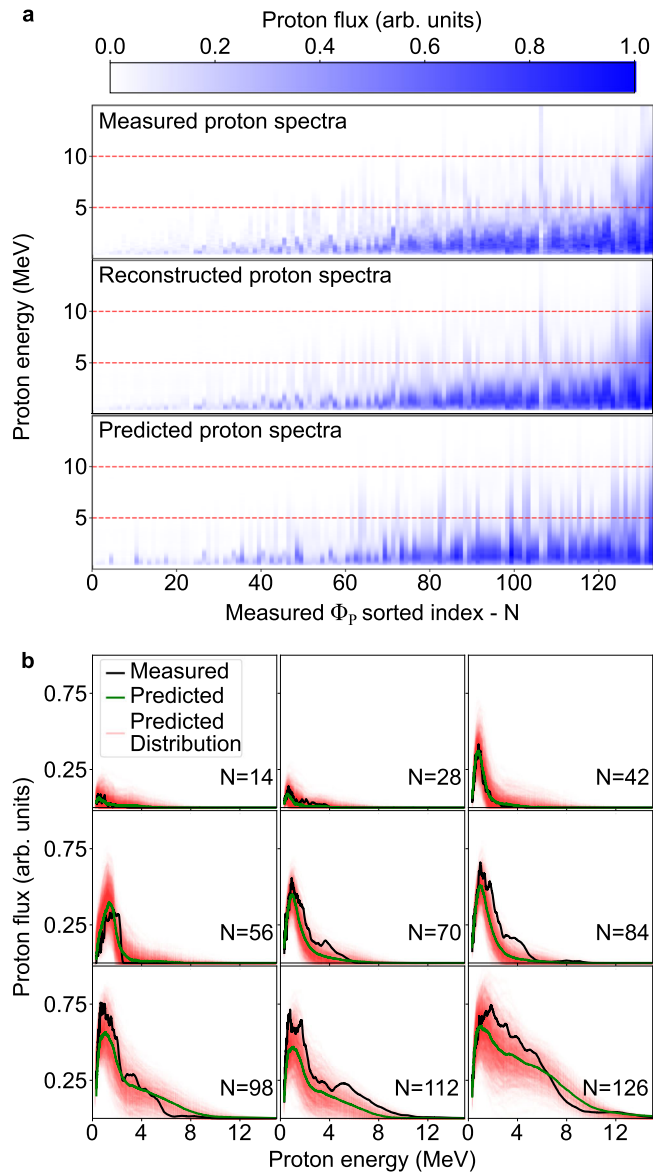 a
Proton flux (arb. units)
0.0 0.2 0.4 0.6 0.8 1.0
Measured proton spectra
10
5
Reconstructed proton spectra
10
5
Predicted proton spectra
10
5
0 20 40 60 80 100 120
Proton energy (MeV)
Measured Φ_P sorted index - N
b
Measured
Predicted
Predicted
Distribution
0.75
0.25
N=14
N=28
N=42
0.75
0.25
N=56
N=70
N=84
0.75
0.25
N=98
N=112
N=126
0 4 8 12 0 4 8 12 0 4 8 12
Proton flux (arb. units)
Proton energy (MeV)